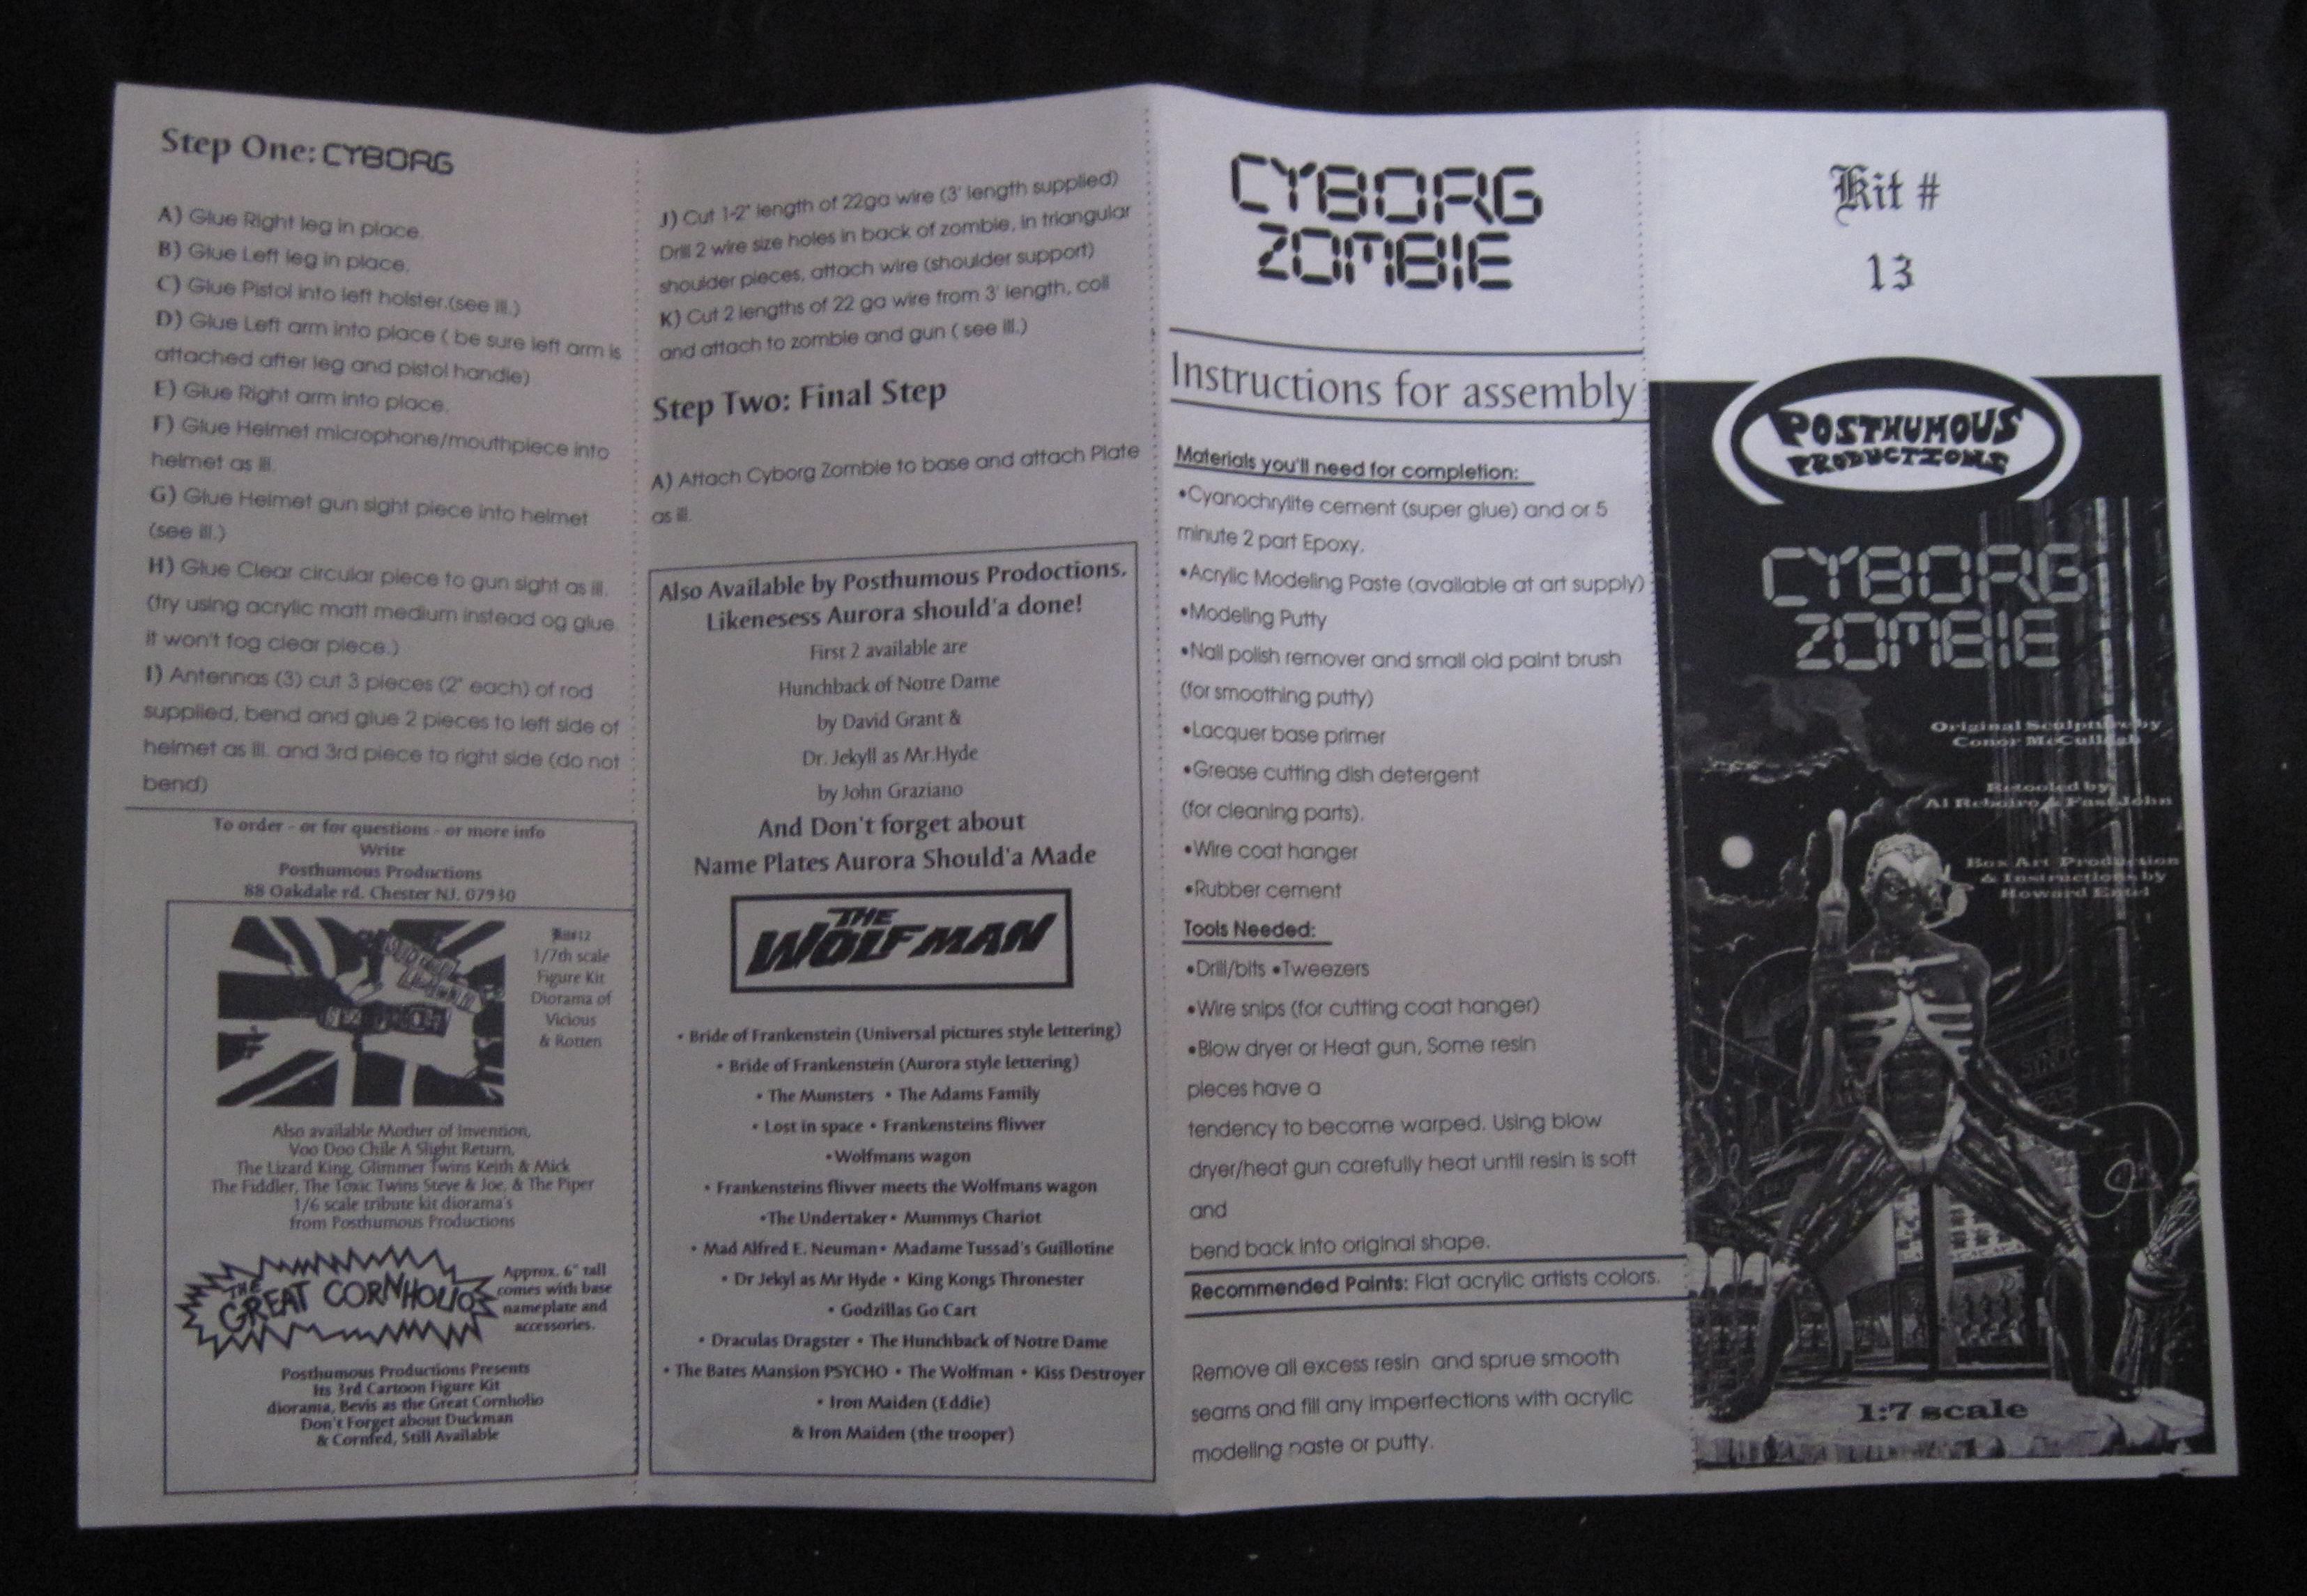 Step One: CYBORG
A) Glue Right leg in place.
B) Glue Left leg in place.
C) Glue Pistol into left holster.(see ill.)
D) Glue Left arm into place ( be sure left arm is
attached after leg and pistol handle)
E) Glue Right arm into place.
F) Glue Helmet microphone/mouthpiece into
helmet as ill.
G) Glue Helmet gun sight piece into helmet
(see ill.)
H) Glue Clear circular piece to gun sight as ill.
(try using acrylic matt medium instead og glue
it won't fog clear piece.)
I) Antennas (3) cut 3 pieces (2" each) of rod
supplied, bend and glue 2 pieces to left side of
helmet as ill. and 3rd piece to right side (do not
bend)
To order - or for questions - or more info
Write
Posthumous Productions
88 Oakdale rd. Chester NJ. 07930
Kit#12
1/7th scale
Figure Kit
Diorama of
Vicious
& Rotten
Also available Mother of Invention,
Voo Doo Chile A Slight Return,
The Lizard King, Glimmer Twins Keith & Mick
The Fiddler, The Toxic Twins Steve & Joe, & The Piper
1/6 scale tribute kit diorama's
from Posthumous Productions
THE
GREAT CORNHOLIO
Approx. 6" tall
comes with base
nameplate and
accessories.
Posthumous Productions Presents
Its 3rd Cartoon Figure Kit
diorama, Bevis as the Great Cornholio
Don't Forget about Duckman
& Cornfed, Still Available
J) Cut 1-2" length of 22ga wire (3' length supplied)
Drill 2 wire size holes in back of zombie, in triangular
shoulder pieces, attach wire (shoulder support)
K) Cut 2 lengths of 22 ga wire from 3' length, coil
and attach to zombie and gun ( see ill.)
Step Two: Final Step
A) Attach Cyborg Zombie to base and attach Plate
as ill.
Also Available by Posthumous Prodoctions.
Likenesess Aurora should'a done!
First 2 available are
Hunchback of Notre Dame
by David Grant &
Dr. Jekyll as Mr.Hyde
by John Graziano
And Don't forget about
Name Plates Aurora Should'a Made
THE
WOLFMAN
• Bride of Frankenstein (Universal pictures style lettering)
• Bride of Frankenstein (Aurora style lettering)
• The Munsters • The Adams Family
• Lost in space • Frankensteins flivver
•Wolfmans wagon
• Frankensteins flivver meets the Wolfmans wagon
•The Undertaker• Mummys Chariot
• Mad Alfred E. Neuman• Madame Tussad's Guillotine
• Dr Jekyl as Mr Hyde • King Kongs Thronester
• Godzillas Go Cart
• Draculas Dragster • The Hunchback of Notre Dame
• The Bates Mansion PSYCHO • The Wolfman • Kiss Destroyer
• Iron Maiden (Eddie)
& Iron Maiden (the trooper)
CYBORG
ZOMBIE
Instructions for assembly
Materials you'll need for completion:
•Cyanochrylite cement (super glue) and or 5
minute 2 part Epoxy.
•Acrylic Modeling Paste (available at art supply)
•Modeling Putty
•Nail polish remover and small old paint brush
(for smoothing putty)
•Lacquer base primer
•Grease cutting dish detergent
(for cleaning parts).
•Wire coat hanger
•Rubber cement
Tools Needed:
•Drill/bits •Tweezers
•Wire snips (for cutting coat hanger)
•Blow dryer or Heat gun, Some resin
pieces have a
tendency to become warped. Using blow
dryer/heat gun carefully heat until resin is soft
and
bend back into original shape.
Recommended Paints: Flat acrylic artists colors.
Remove all excess resin and sprue smooth
seams and fill any imperfections with acrylic
modeling paste or putty.
Kit #
13
POSTHUMOUS
PRODUCTIONS
CYBORG
ZOMBIE
Original Sculpture by
Conor McCullagh
Retooled by
Al Reboiro & Fast John
Box Art Production
& Instructions by
Howard Entel
1:7 scale